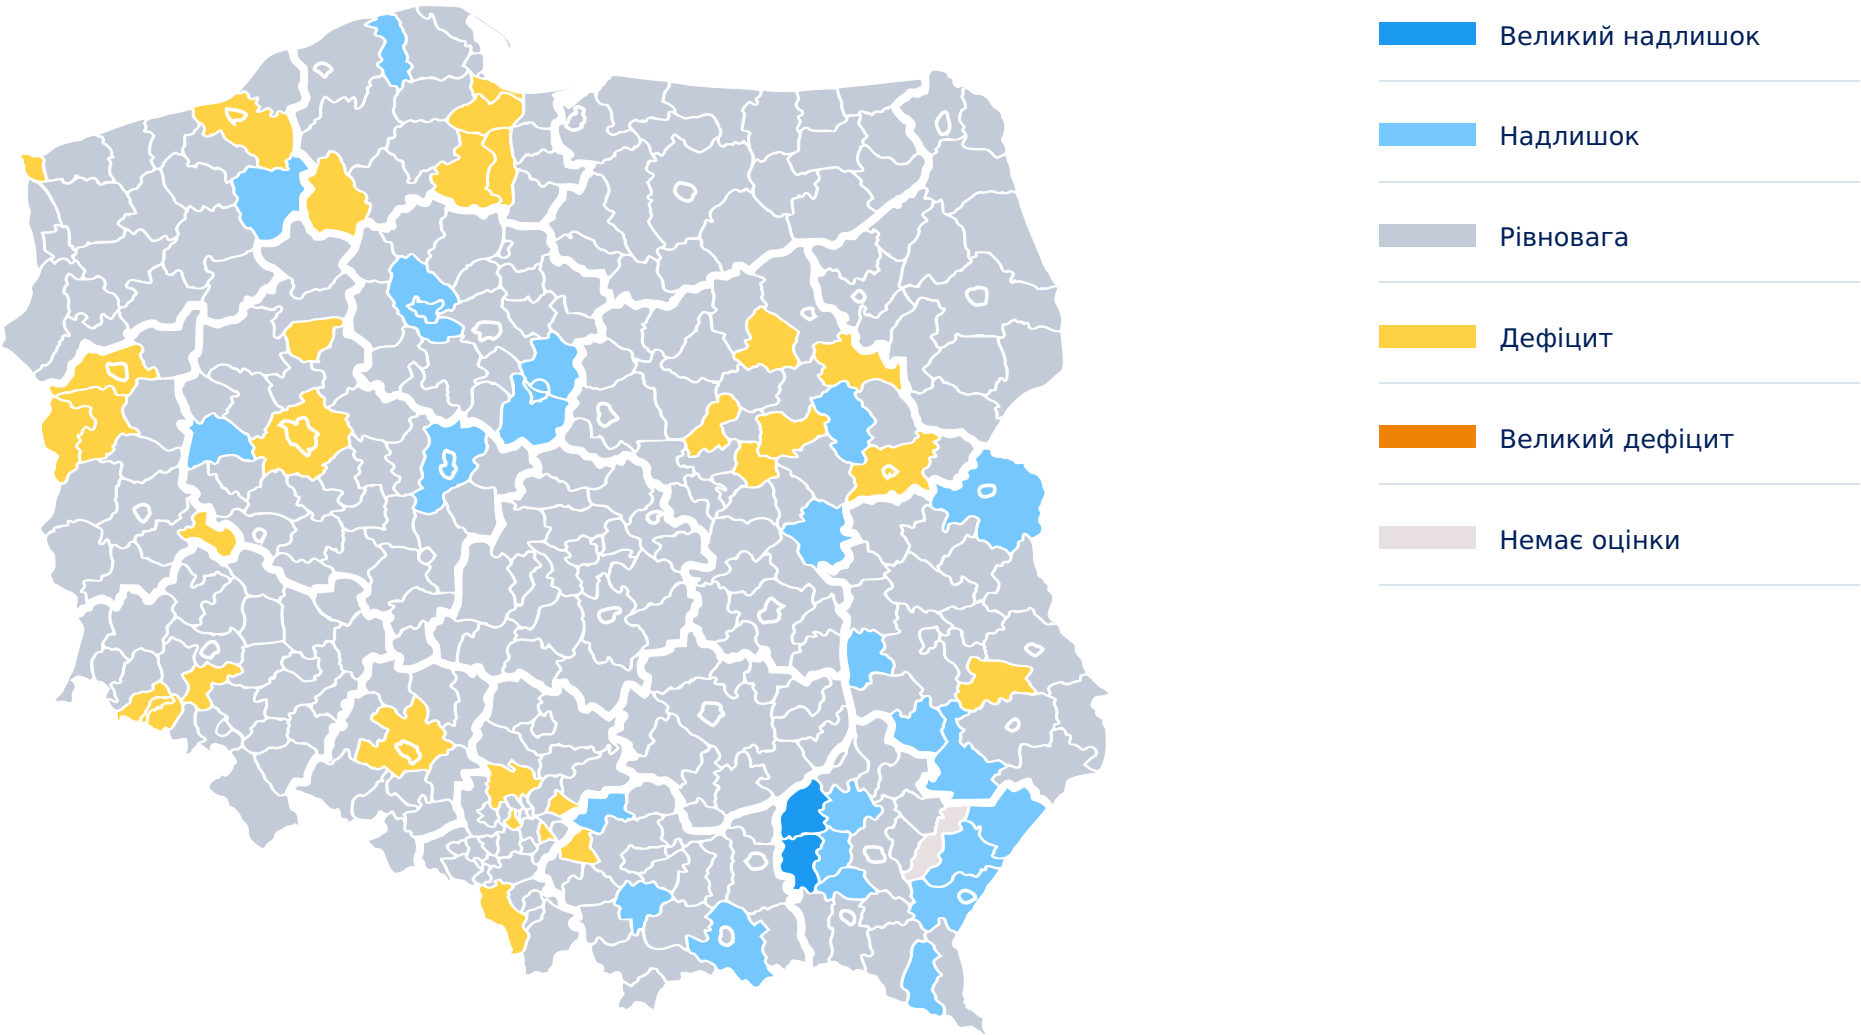 Великий надлишок
Надлишок
Рівновага
Дефіцит
Великий дефіцит
Немає оцінки